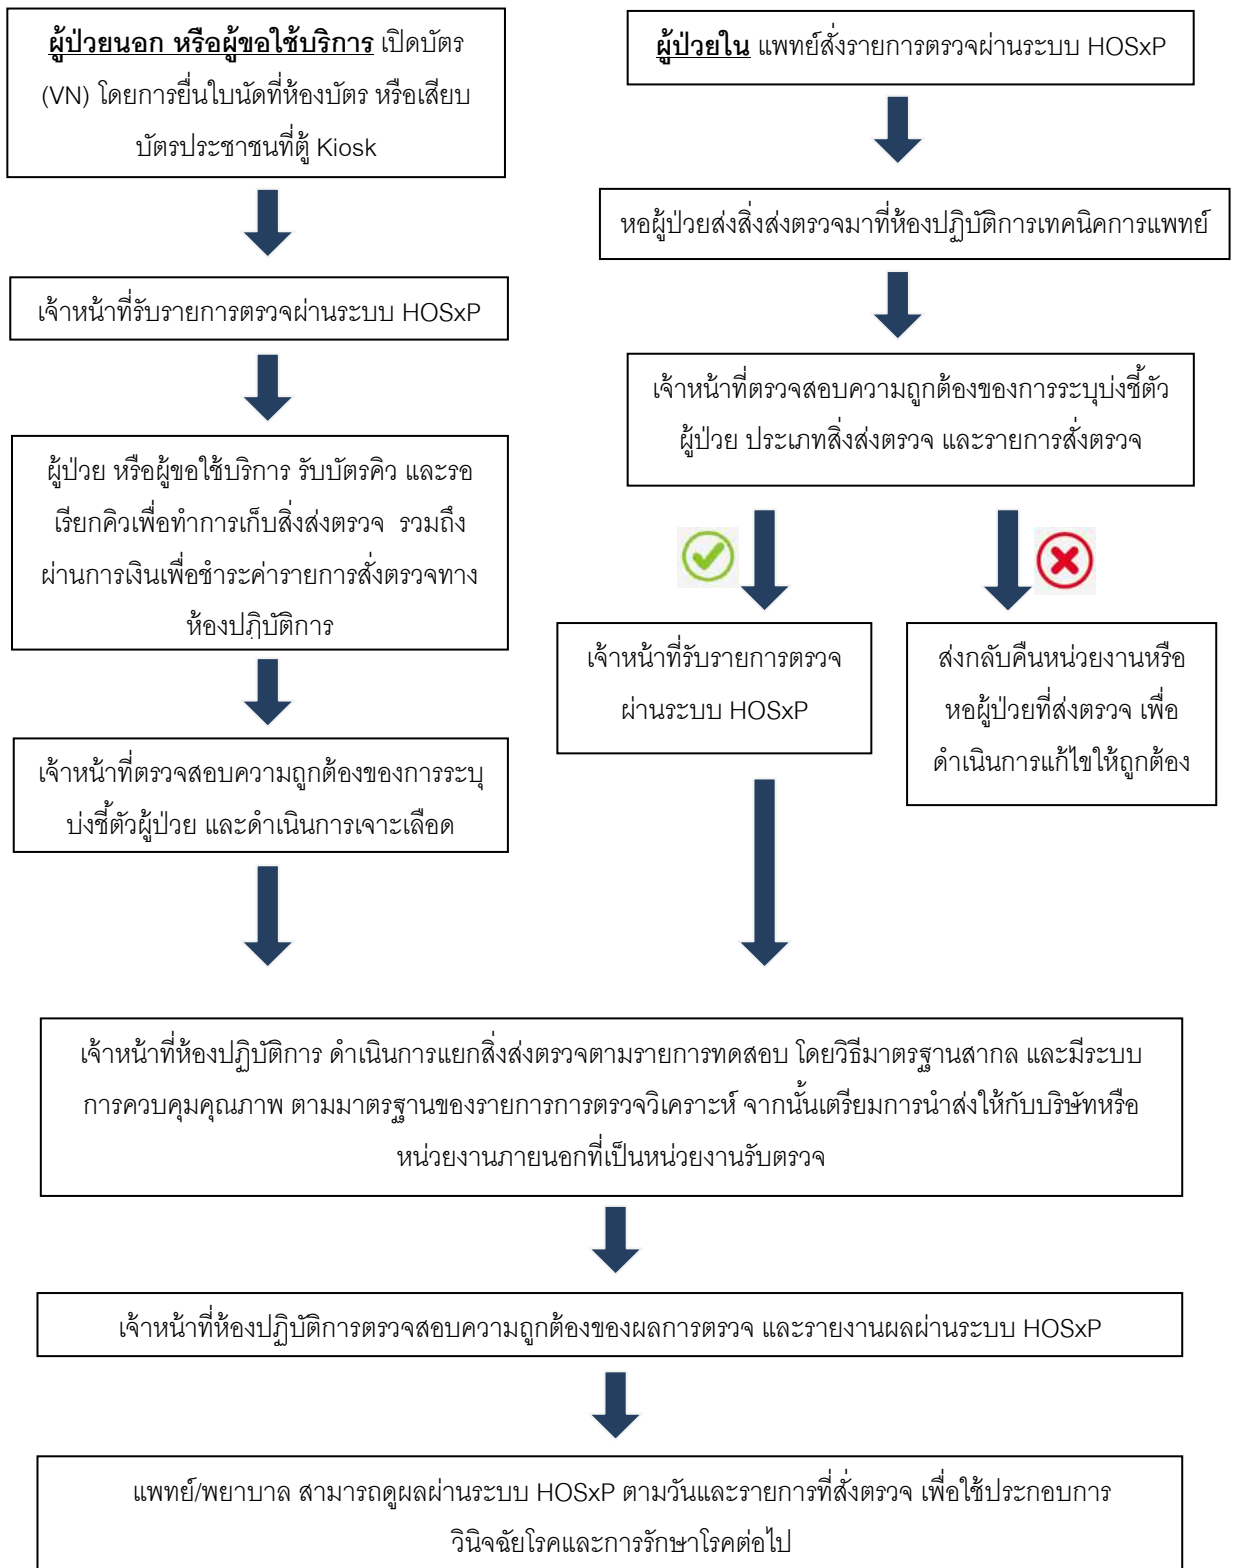 ผู้ป่วยนอก หรือผู้ขอใช้บริการ เปิดบัตร
(VN) โดยการยื่นใบนัดที่ห้องบัตร หรือเสียบ
บัตรประชาชนที่ตู้ Kiosk
เจ้าหน้าที่รับรายการตรวจผ่านระบบ HOSxP
ผู้ป่วย หรือผู้ขอใช้บริการ รับบัตรคิว และรอ
เรียกคิวเพื่อทำการเก็บสิ่งส่งตรวจ รวมถึง
ผ่านการเงินเพื่อชำระค่ารายการสั่งตรวจทาง
ห้องปฏิบัติการ
เจ้าหน้าที่ตรวจสอบความถูกต้องของการระบุ
บ่งชี้ตัวผู้ป่วย และดำเนินการเจาะเลือด
ผู้ป่วยใน แพทย์สั่งรายการตรวจผ่านระบบ HOSxP
หอผู้ป่วยส่งสิ่งส่งตรวจมาที่ห้องปฏิบัติการเทคนิคการแพทย์
เจ้าหน้าที่ตรวจสอบความถูกต้องของการระบุบ่งชี้ตัว
ผู้ป่วย ประเภทสิ่งส่งตรวจ และรายการสั่งตรวจ
เจ้าหน้าที่รับรายการตรวจ
ผ่านระบบ HOSxP
ส่งกลับคืนหน่วยงานหรือ
หอผู้ป่วยที่ส่งตรวจ เพื่อ
ดำเนินการแก้ไขให้ถูกต้อง
เจ้าหน้าที่ห้องปฏิบัติการ ดำเนินการแยกสิ่งส่งตรวจตามรายการทดสอบ โดยวิธีมาตรฐานสากล และมีระบบ
การควบคุมคุณภาพ ตามมาตรฐานของรายการการตรวจวิเคราะห์ จากนั้นเตรียมการนำส่งให้กับบริษัทหรือ
หน่วยงานภายนอกที่เป็นหน่วยงานรับตรวจ
เจ้าหน้าที่ห้องปฏิบัติการตรวจสอบความถูกต้องของผลการตรวจ และรายงานผลผ่านระบบ HOSxP
แพทย์/พยาบาล สามารถดูผลผ่านระบบ HOSxP ตามวันและรายการที่สั่งตรวจ เพื่อใช้ประกอบการ
วินิจฉัยโรคและการรักษาโรคต่อไป